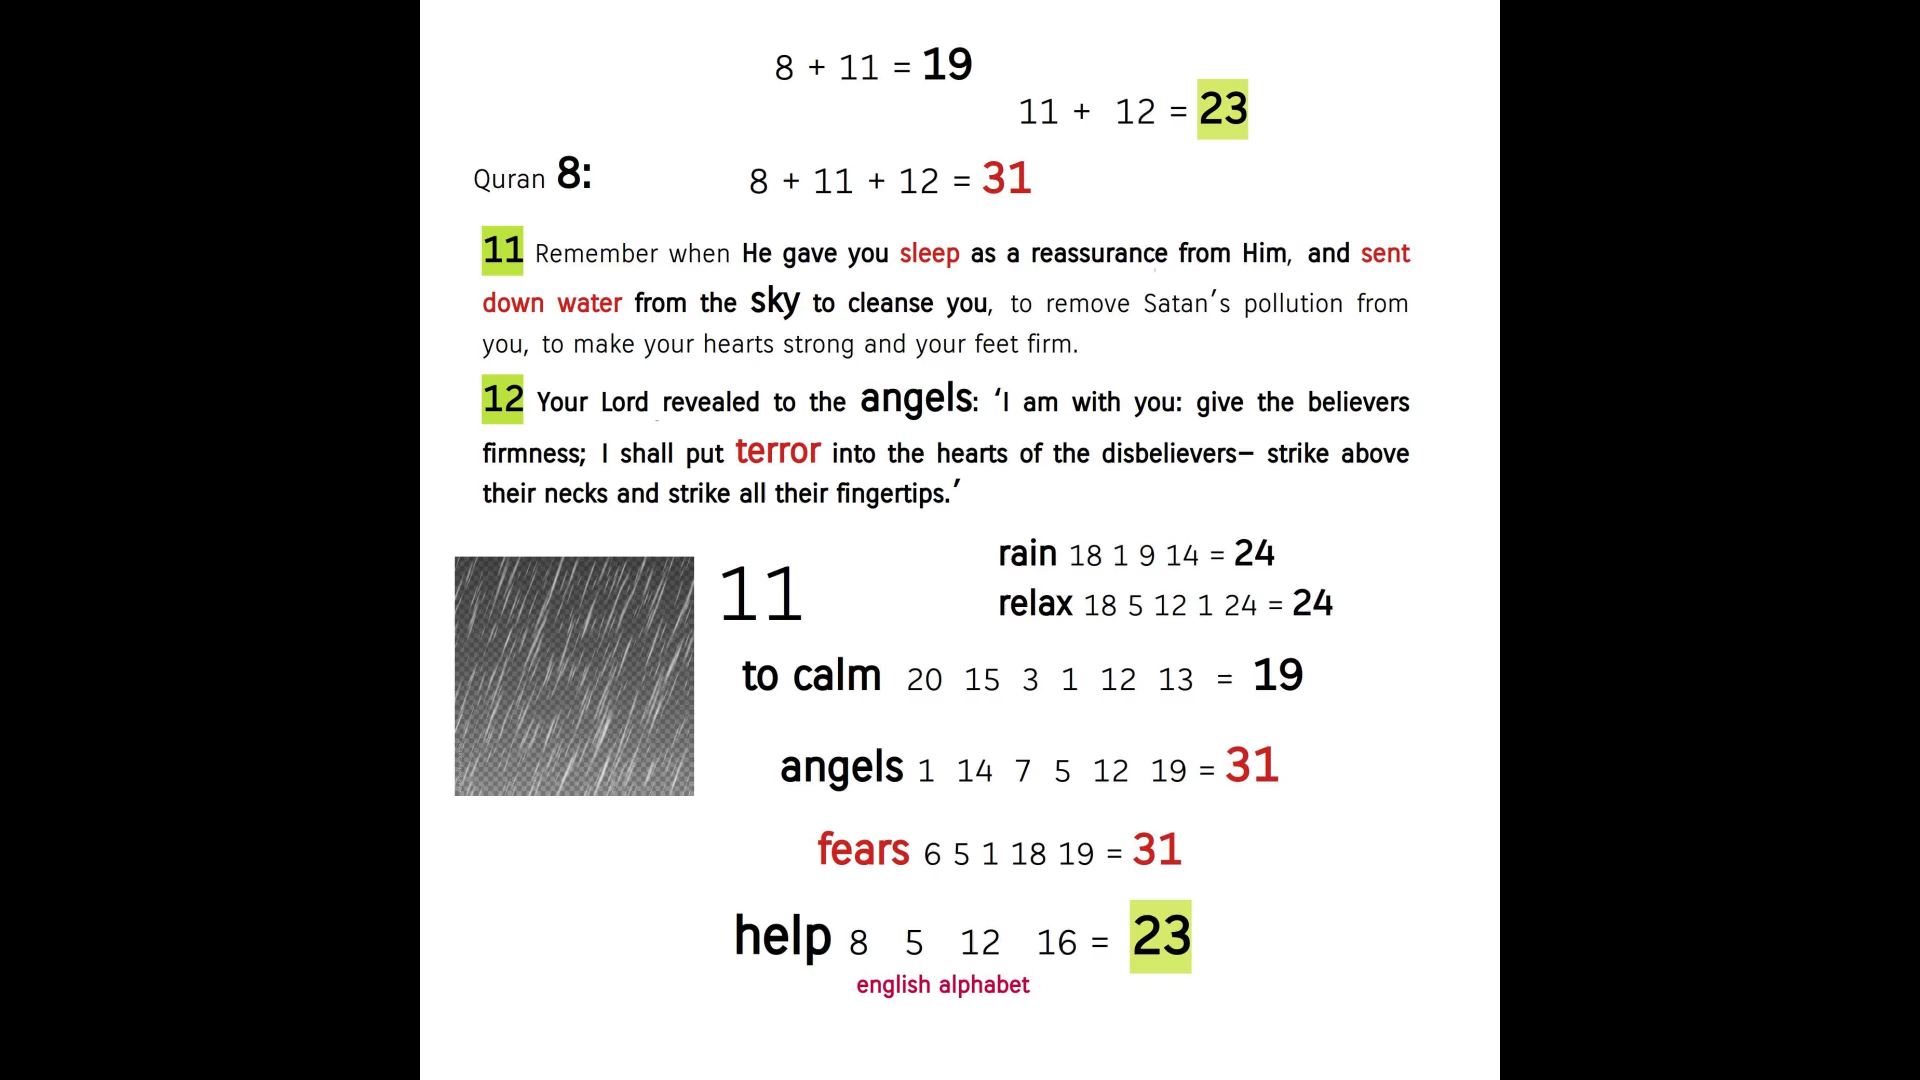 8 + 11 = 19
11 + 12 = 23
Quran 8:
8 + 11 + 12 = 31
11 Remember when He gave you sleep as a reassurance from Him, and sent
down water from the sky to cleanse you, to remove Satan’s pollution from
you, to make your hearts strong and your feet firm.
12 Your Lord revealed to the angels: ‘I am with you: give the believers
firmness; I shall put terror into the hearts of the disbelievers– strike above
their necks and strike all their fingertips.’
rain 18 1 9 14 = 24
11
relax 18 5 12 1 24 = 24
to calm 20 15 3 1 12 13 = 19
angels 1 14 7 5 12 19 = 31
fears 6 5 1 18 19 = 31
help 8 5 12 16 = 23
english alphabet